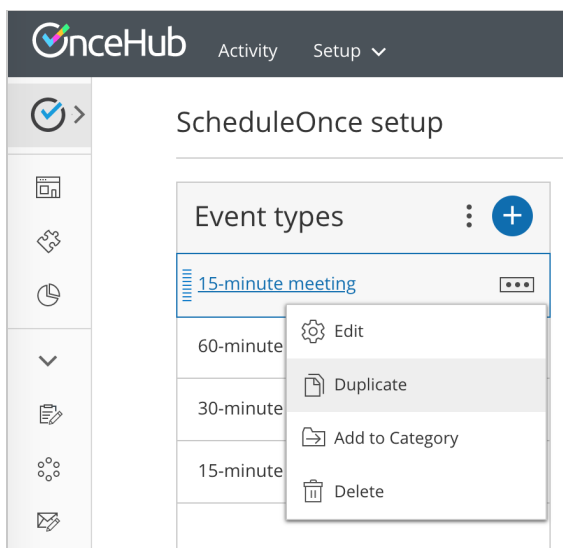 OnceHub Activity Setup
ScheduleOnce setup
Event types
15-minute meeting
Edit
60-minute
Duplicate
30-minute
Add to Category
15-minute
Delete